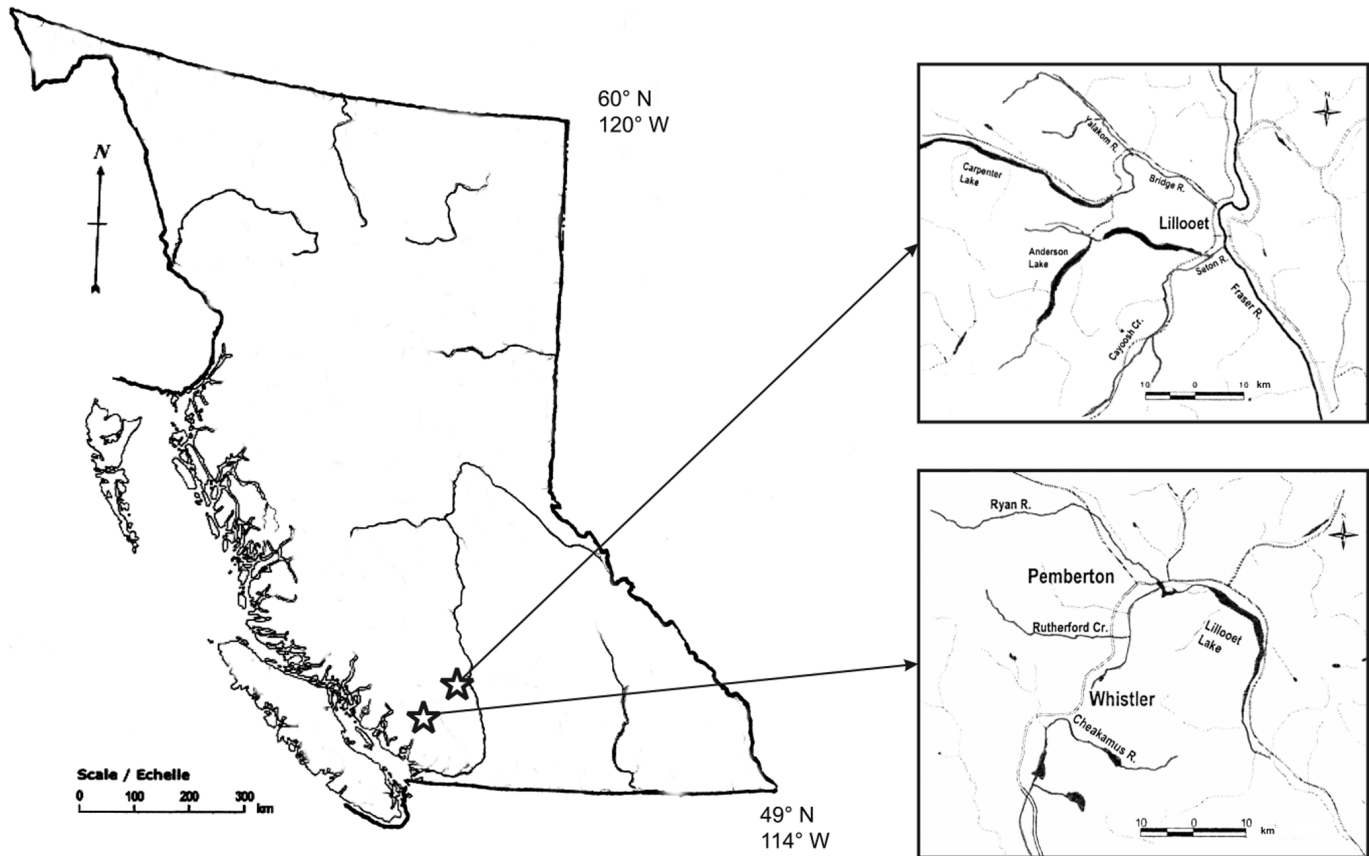 60° N
120° W
N
Scale / Echelle
0 100 200 300
km
49° N
114° W
N
Yalakom R.
Carpenter
Lake
Bridge R.
Lillooet
Anderson
Lake
Seton R.
Fraser R.
Cayoosh Cr.
10 0 10 km
Ryan R.
N
Pemberton
Rutherford Cr.
Lillooet
Lake
Whistler
Cheakamus R.
10 0 10
km